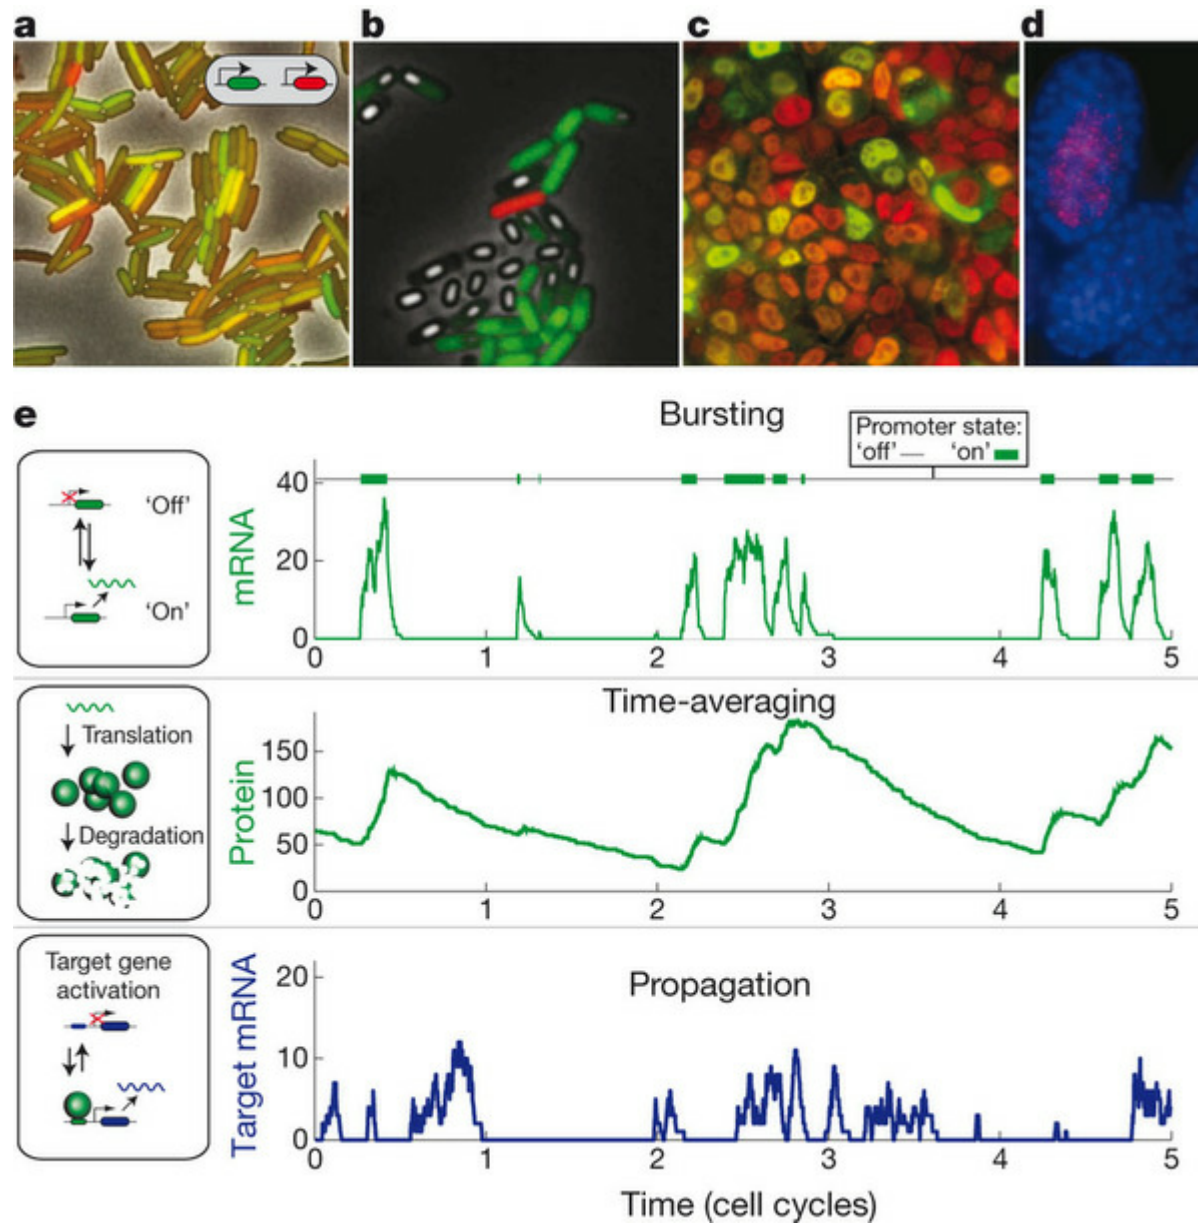 a
b
c
d
e
Bursting
Promoter state:
‘off’ ‘on’
‘Off’
‘On’
mRNA
40
20
0
0 1 2 3 4 5
Time-averaging
Translation
Degradation
Protein
150
100
50
0
0 1 2 3 4 5
Target gene
activation
Propagation
Target mRNA
20
10
0
0 1 2 3 4 5
Time (cell cycles)